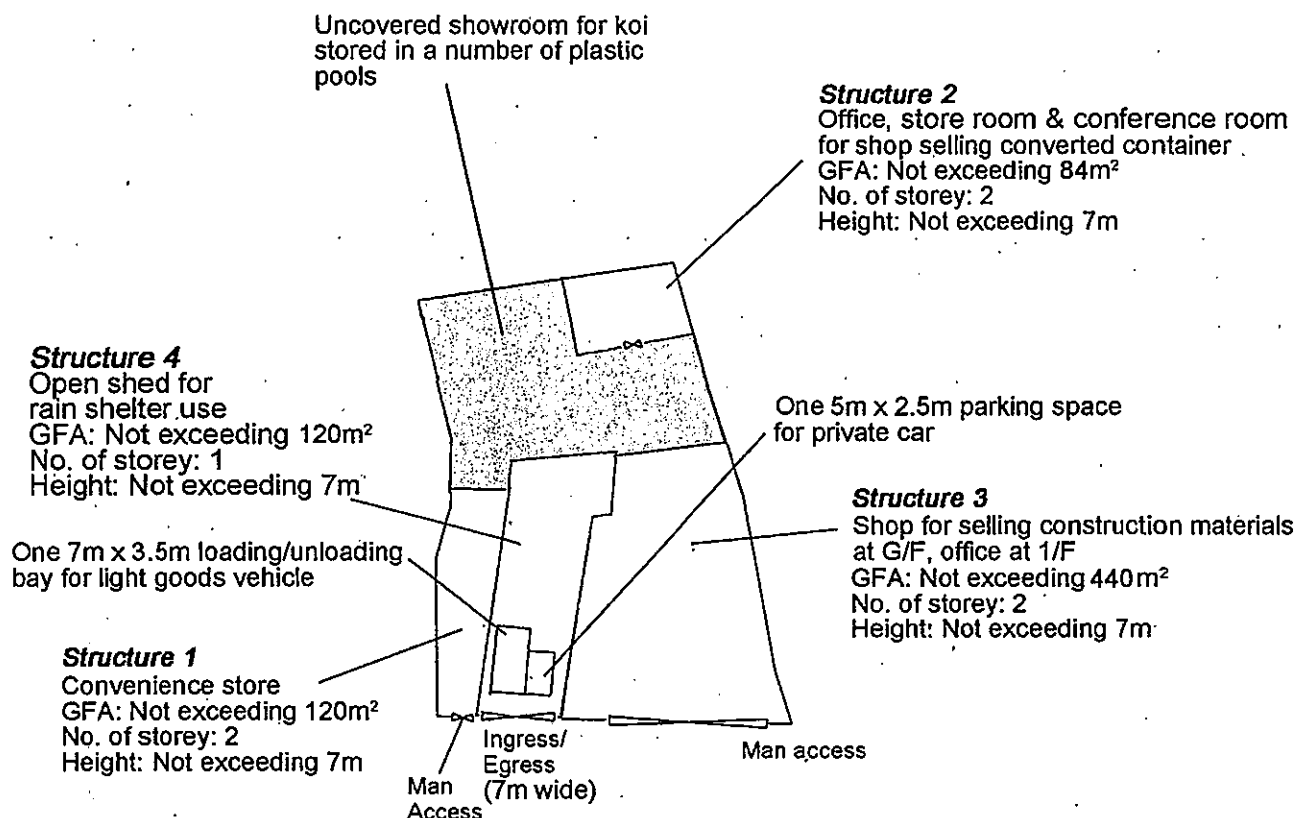 Uncovered showroom for koi
stored in a number of plastic
pools
Structure 2
Office, store room & conference room
for shop selling converted container
GFA: Not exceeding 84m²
No. of storey: 2
Height: Not exceeding 7m
Structure 4
Open shed for
rain shelter use
GFA: Not exceeding 120m²
No. of storey: 1
Height: Not exceeding 7m
One 5m x 2.5m parking space
for private car
Structure 3
Shop for selling construction materials
at G/F, office at 1/F
GFA: Not exceeding 440m²
No. of storey: 2
Height: Not exceeding 7m
One 7m x 3.5m loading/unloading
bay for light goods vehicle
Structure 1
Convenience store
GFA: Not exceeding 120m²
No. of storey: 2
Height: Not exceeding 7m
Man
Access
Ingress/
Egress
(7m wide)
Man access